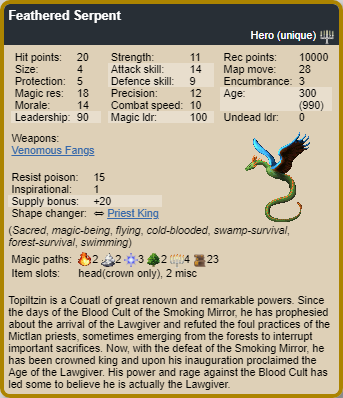 Feathered Serpent
Hero (unique)
Hit points: 20 Strength: 11 Rec points: 10000
Size: 4 Attack skill: 14 Map move: 28
Protection: 5 Defence skill: 9 Encumbrance: 3
Magic res: 18 Precision: 12 Age: 300
Morale: 14 Combat speed: 10 (990)
Leadership: 90 Magic ldr: 100 Undead ldr: 0
Weapons:
Venomous Fangs
Resist poison: 15
Inspirational: 1
Supply bonus: +20
Shape changer: ⇔ Priest King
(Sacred, magic-being, flying, cold-blooded, swamp-survival,
forest-survival, swimming)
Magic paths: 2 2 3 2 4 23
Item slots: head(crown only), 2 misc
Topiltzin is a Couatl of great renown and remarkable powers. Since
the days of the Blood Cult of the Smoking Mirror, he has prophesied
about the arrival of the Lawgiver and refuted the foul practices of the
Mictlan priests, sometimes emerging from the forests to interrupt
important sacrifices. Now, with the defeat of the Smoking Mirror, he
has been crowned king and upon his inauguration proclaimed the
Age of the Lawgiver. His power and rage against the Blood Cult has
led some to believe he is actually the Lawgiver.